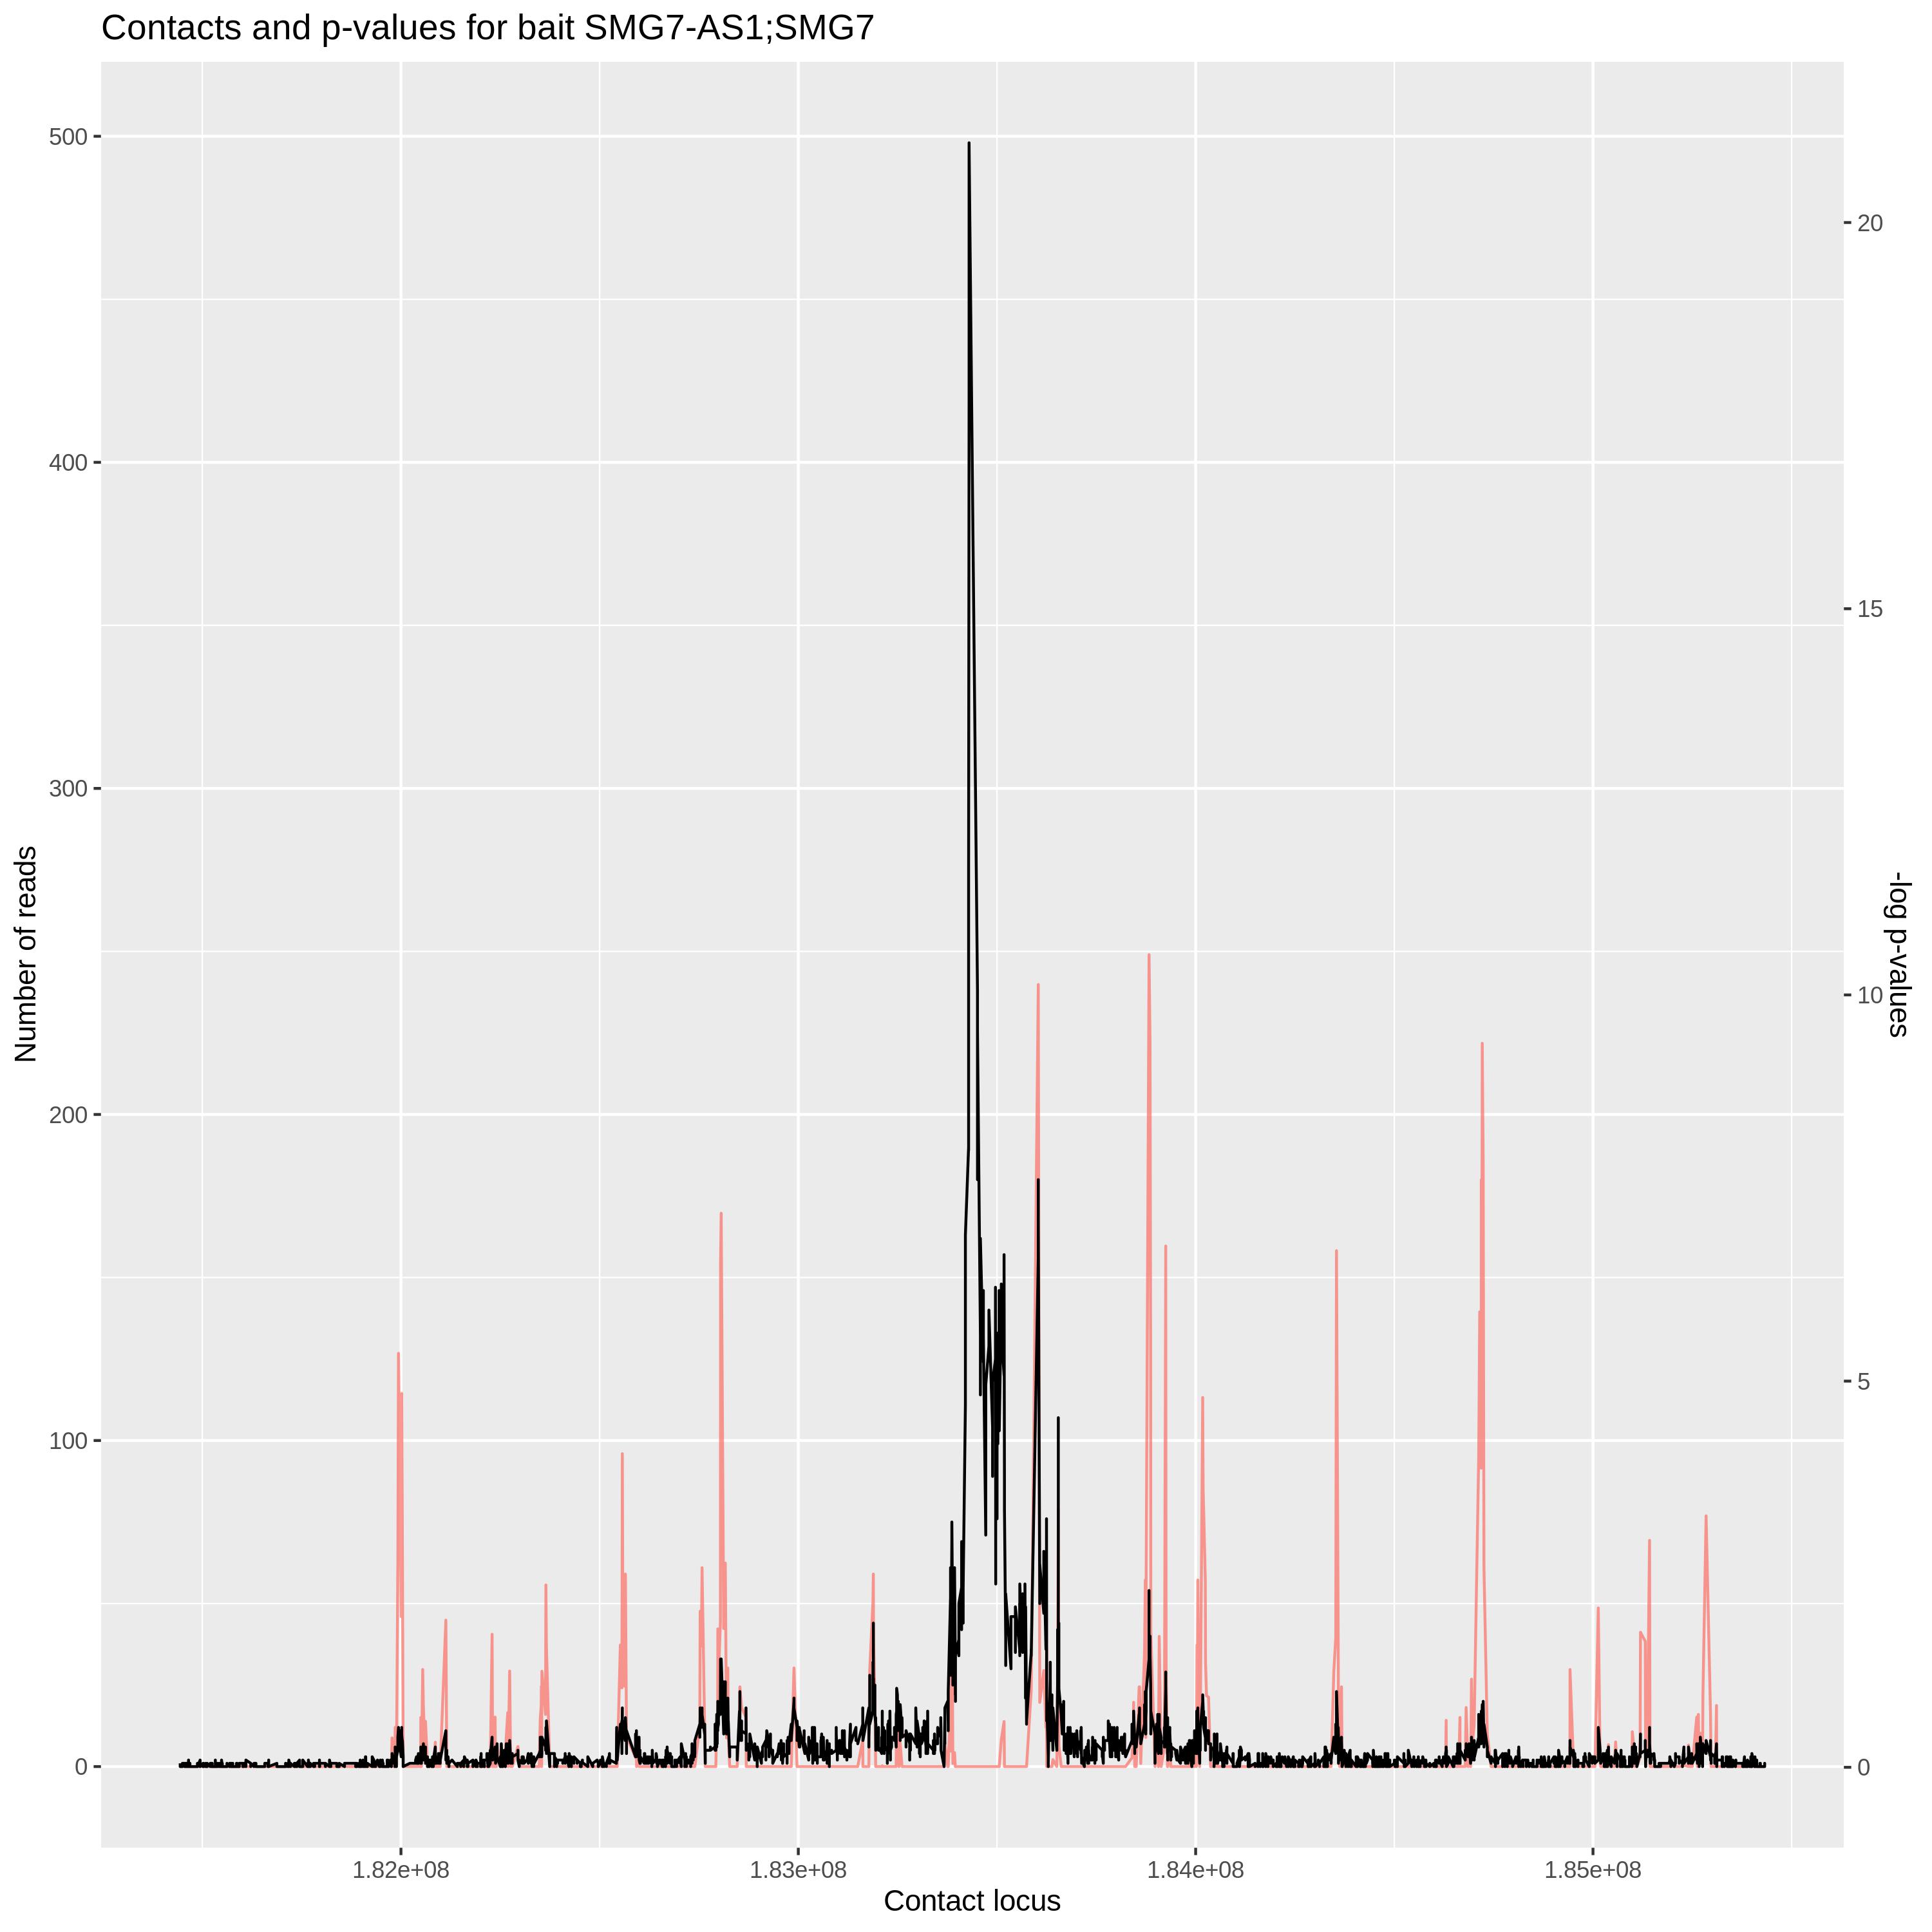 Contacts and p-values for bait SMG7-AS1;SMG7
500
400
300
200
100
0
Number of reads
20
15
10
5
0
-log p-values
1.82e+08
1.83e+08
1.84e+08
1.85e+08
Contact locus